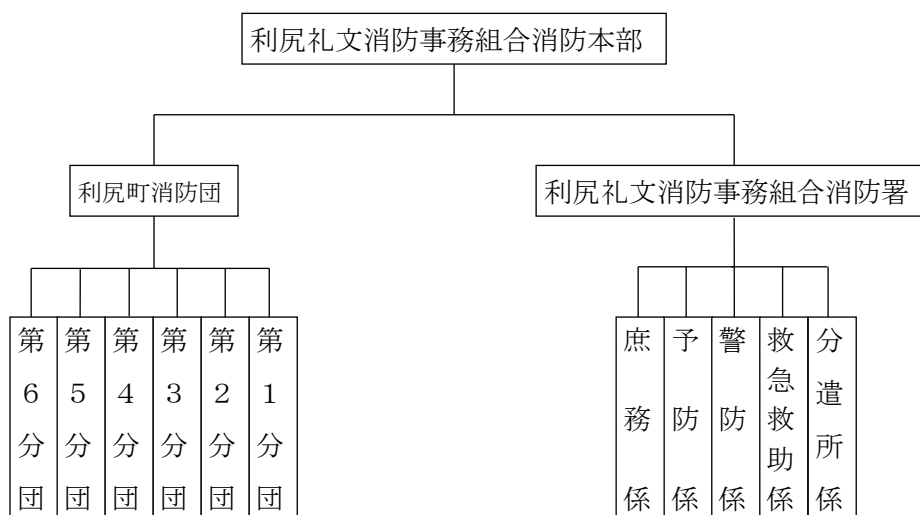 利尻礼文消防事務組合消防本部
利尻町消防団
利尻礼文消防事務組合消防署
第6分団
第5分団
第4分団
第3分団
第2分団
第1分団
庶務係
予防係
警防係
救急救助係
分遣所係